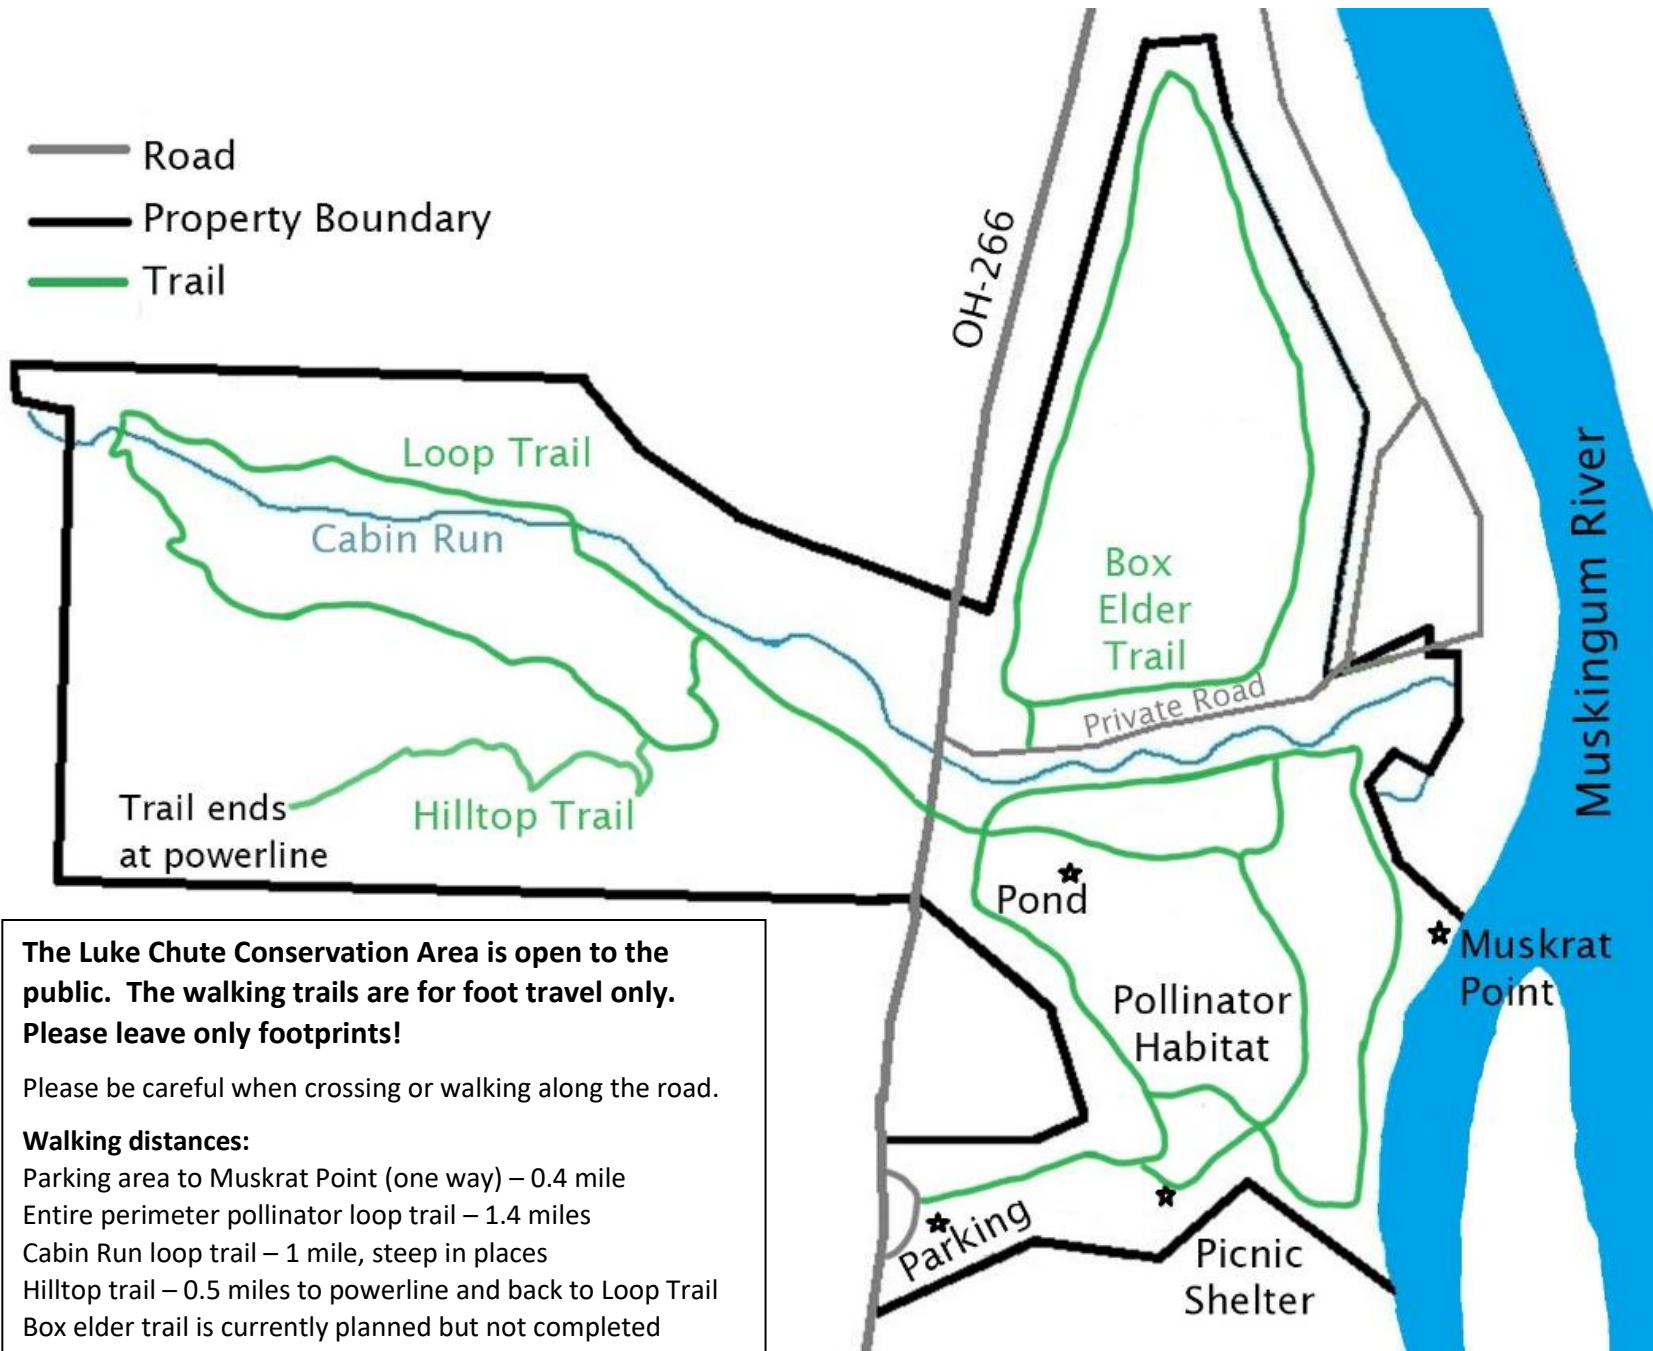 Road
Property Boundary
Trail
OH-266
Loop Trail
Cabin Run
Box
Elder
Trail
Private Road
Muskingum River
Trail ends
at powerline
Hilltop Trail
Pond
Muskrat
Point
Pollinator
Habitat
Parking
Picnic
Shelter
The Luke Chute Conservation Area is open to the
public.  The walking trails are for foot travel only.
Please leave only footprints!
Please be careful when crossing or walking along the road.
Walking distances:
Parking area to Muskrat Point (one way) – 0.4 mile
Entire perimeter pollinator loop trail – 1.4 miles
Cabin Run loop trail – 1 mile, steep in places
Hilltop trail – 0.5 miles to powerline and back to Loop Trail
Box elder trail is currently planned but not completed